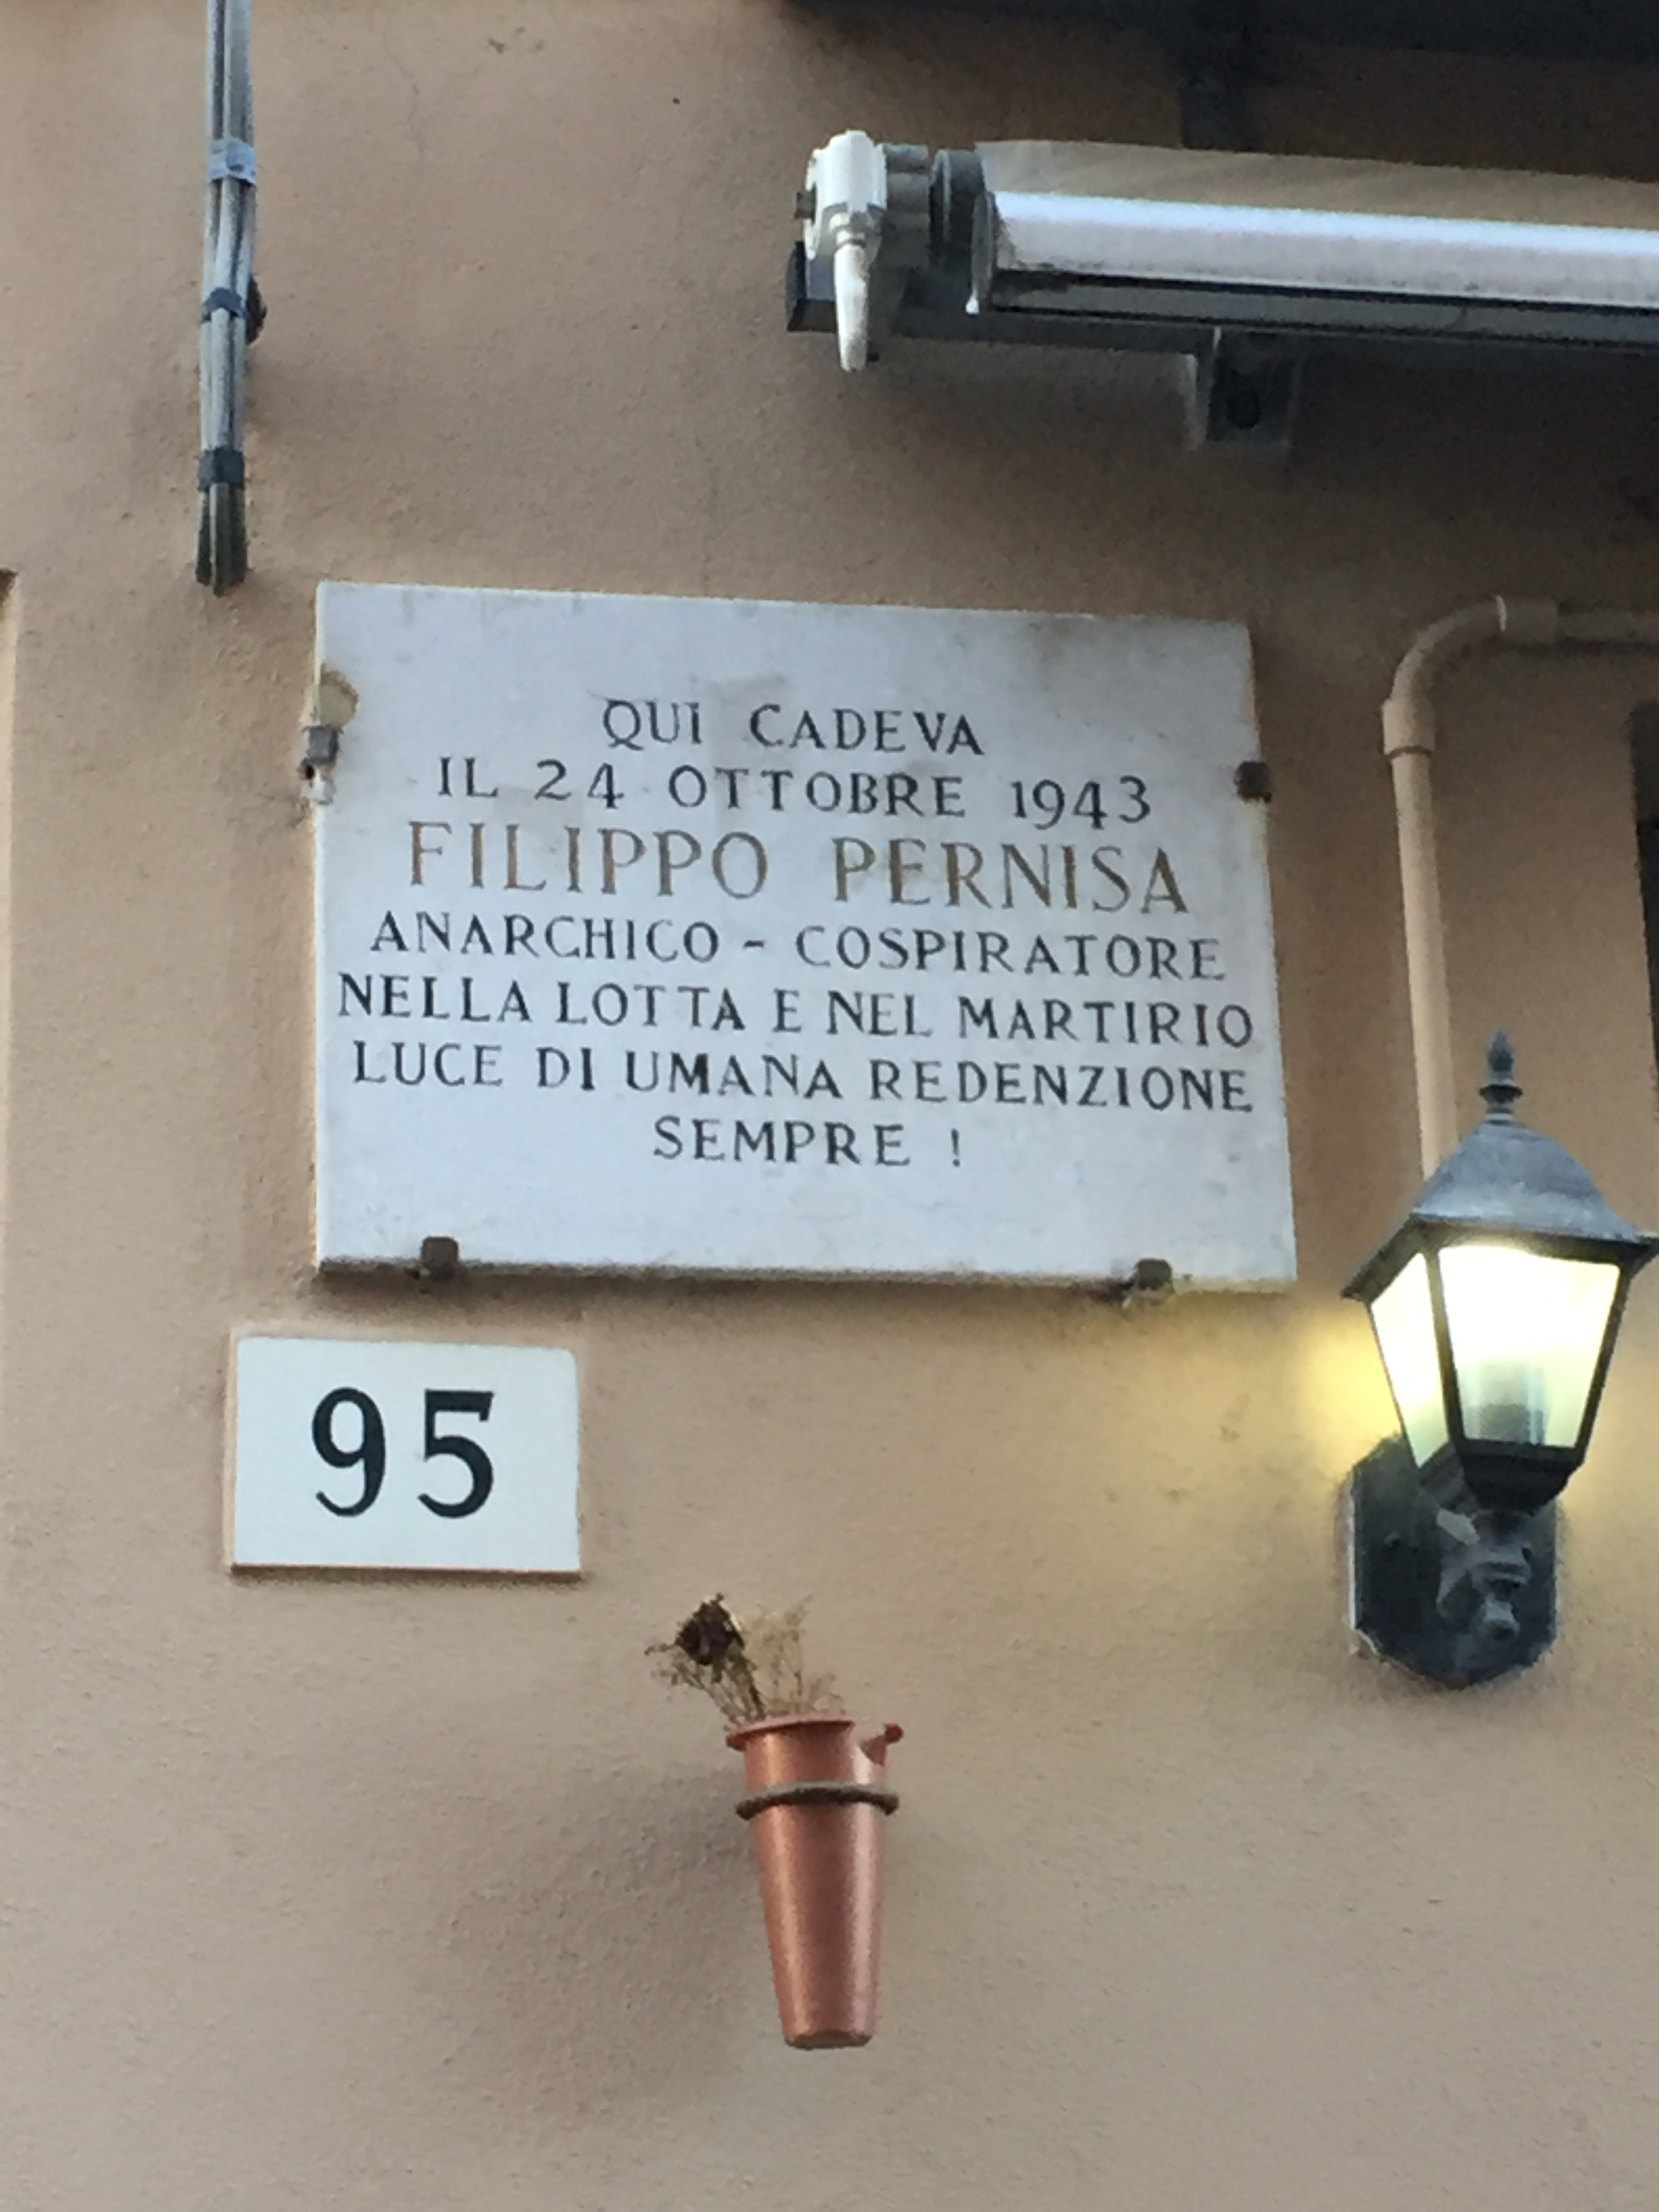 QUI CADEVA
IL 24 OTTOBRE 1943
FILIPPO PERNISA
ANARCHICO - COSPIRATORE
NELLA LOTTA E NEL MARTIRIO
LUCE DI UMANA REDENZIONE
SEMPRE !
95